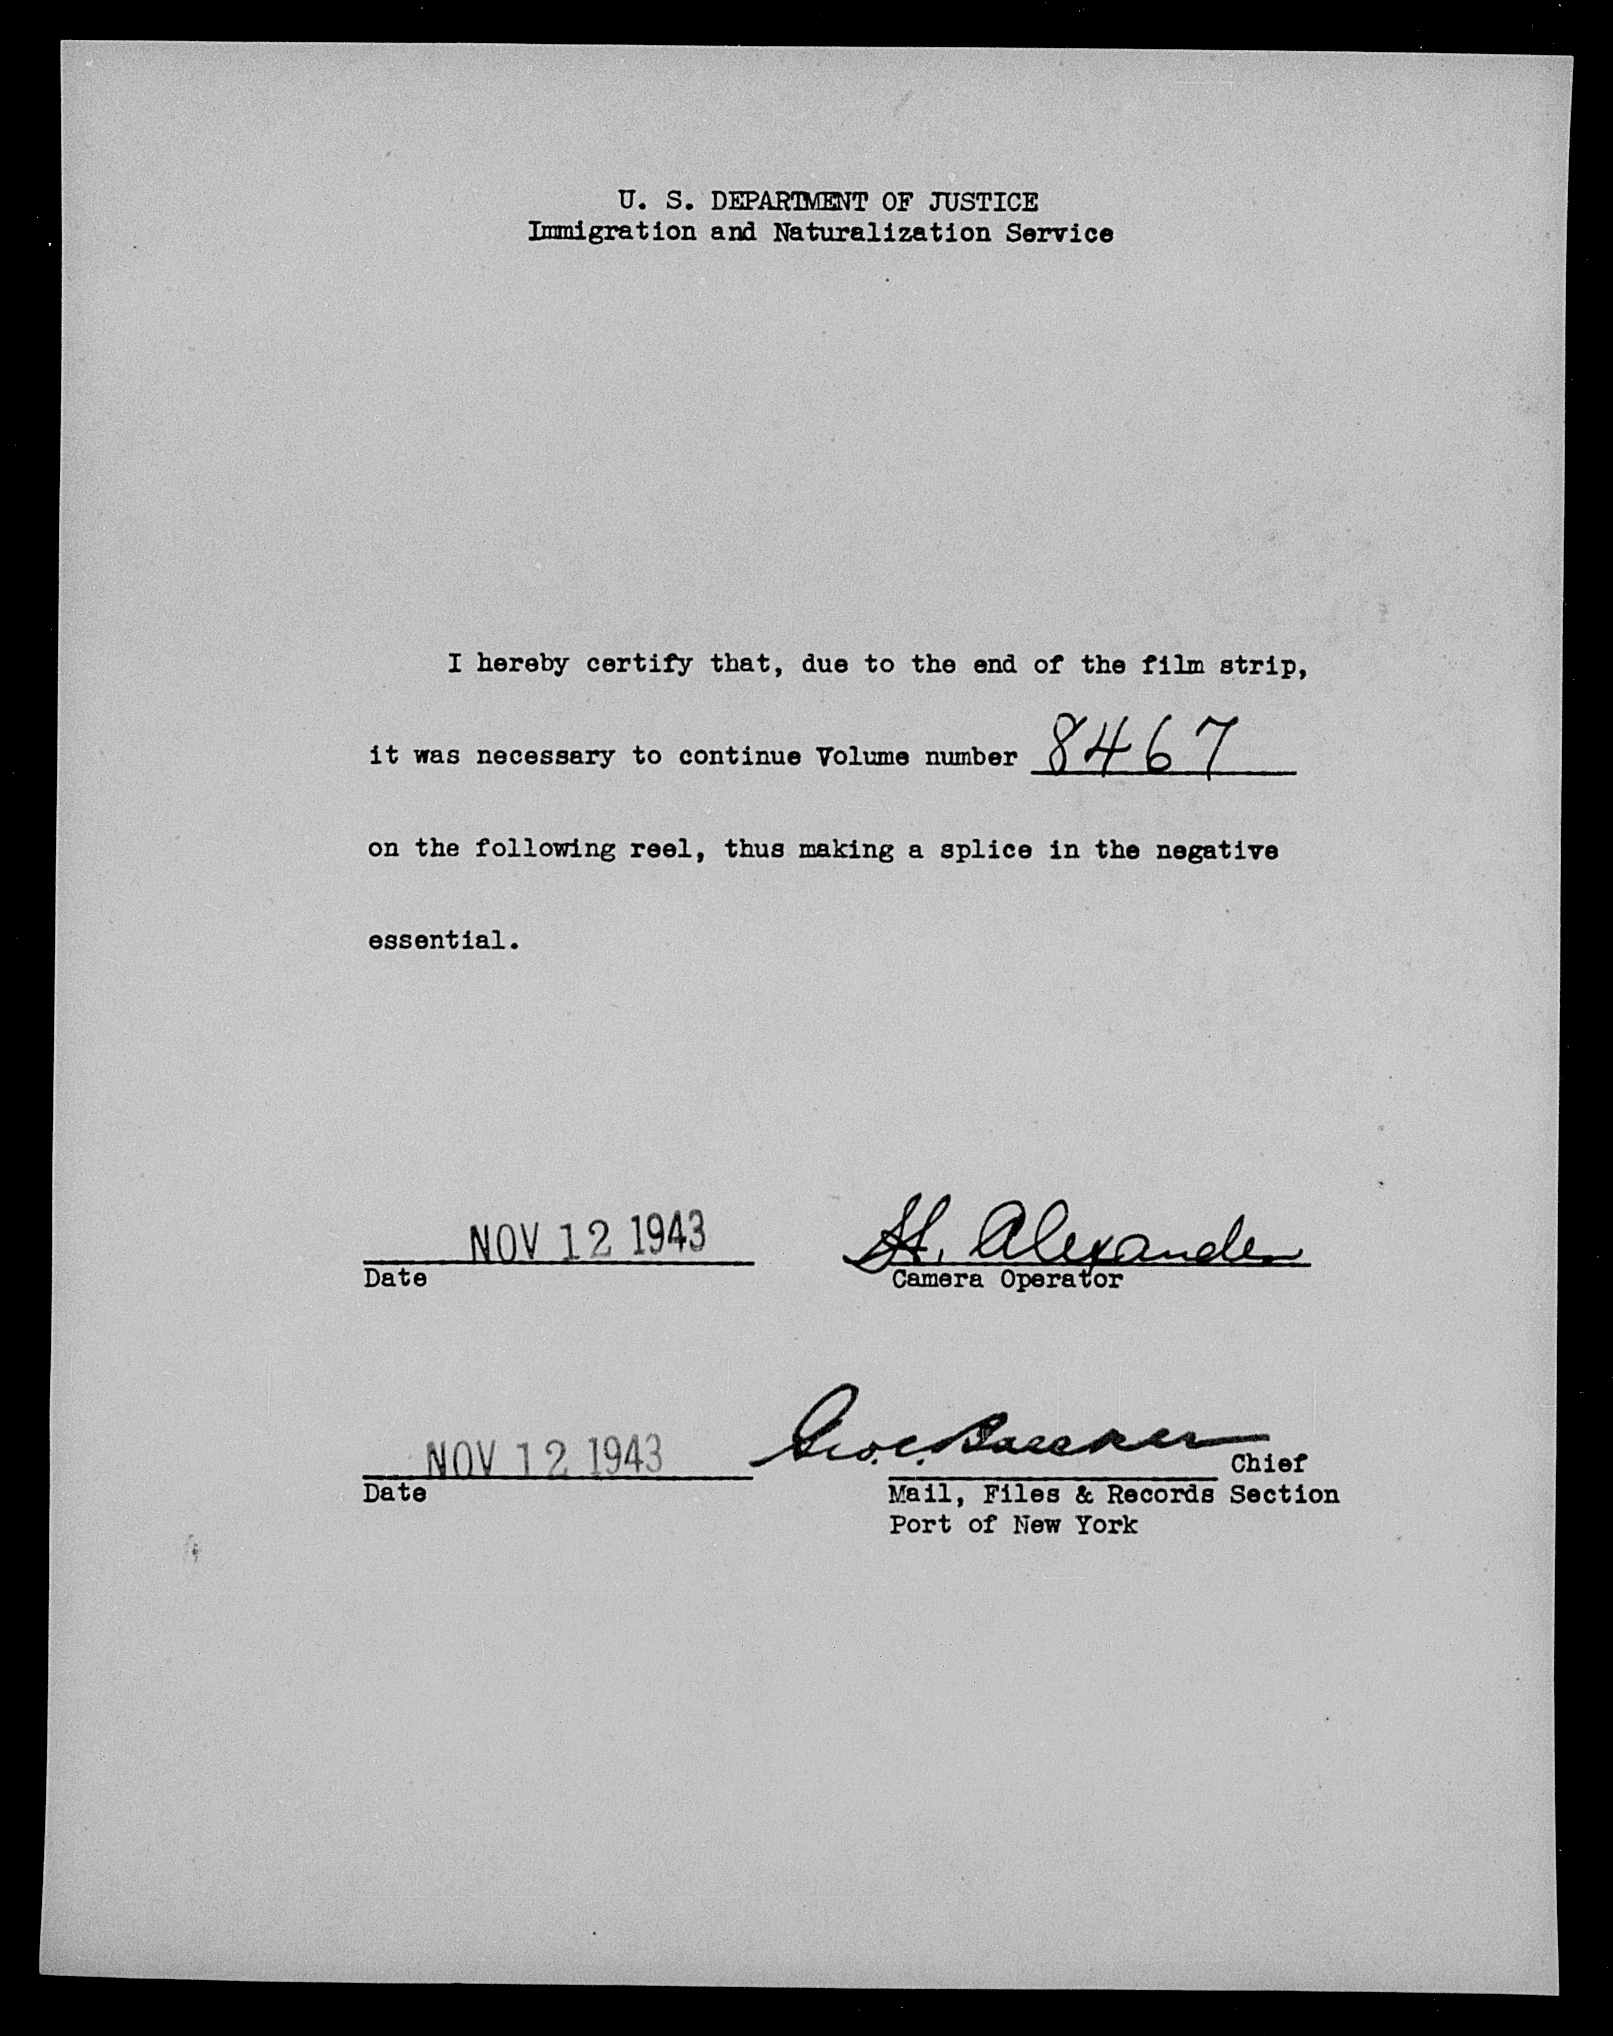 U. S. DEPARTMENT OF JUSTICE
Immigration and Naturalization Service
I hereby certify that, due to the end of the film strip,
it was necessary to continue Volume number 8467
on the following reel, thus making a splice in the negative
essential.
NOV 12 1943 H. Alexander
Date Camera Operator
NOV 12 1943 Geo. C. Chief
Date Mail, Files & Records Section
Port of New York